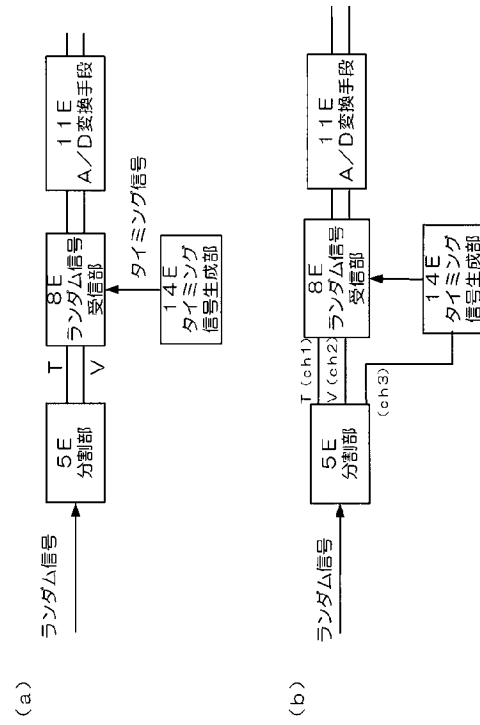 (a)
ランダム信号
5E
分割部
T
V
8E
ランダム信号
受信部
11E
A/D変換手段
タイミング信号
14E
タイミング
信号生成部
(b)
ランダム信号
5E
分割部
T(ch1)
V(ch2)
(ch3)
8E
ランダム信号
受信部
11E
A/D変換手段
14E
タイミング
信号生成部